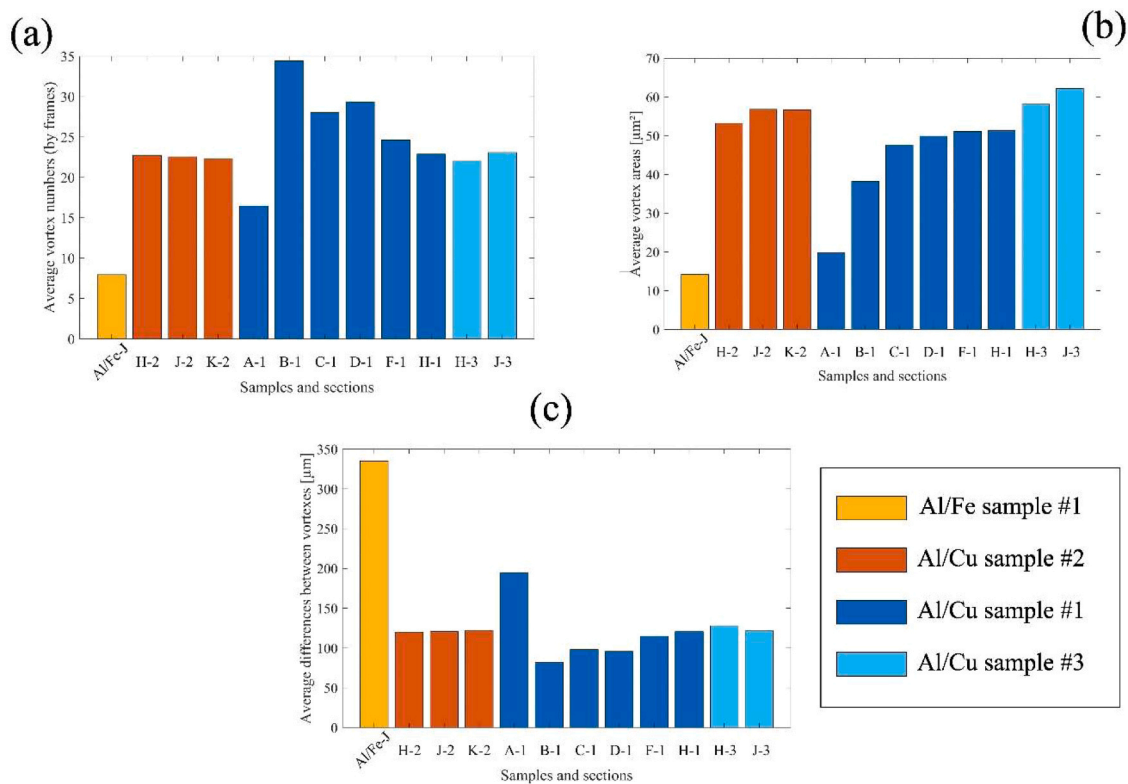 (a)
Average vortex numbers (by frames)
35
30
25
20
15
10
5
0
Al/Fe-J
H-2
J-2
K-2
A-1
B-1
C-1
D-1
F-1
H-1
H-3
J-3
Samples and sections
(b)
Average vortex areas [µm²]
70
60
50
40
30
20
10
0
Al/Fe-J
H-2
J-2
K-2
A-1
B-1
C-1
D-1
F-1
H-1
H-3
J-3
Samples and sections
(c)
Average differences between vortexes [µm]
350
300
250
200
150
100
50
0
Al/Fe-J
H-2
J-2
K-2
A-1
B-1
C-1
D-1
F-1
H-1
H-3
J-3
Samples and sections
Al/Fe sample #1
Al/Cu sample #2
Al/Cu sample #1
Al/Cu sample #3